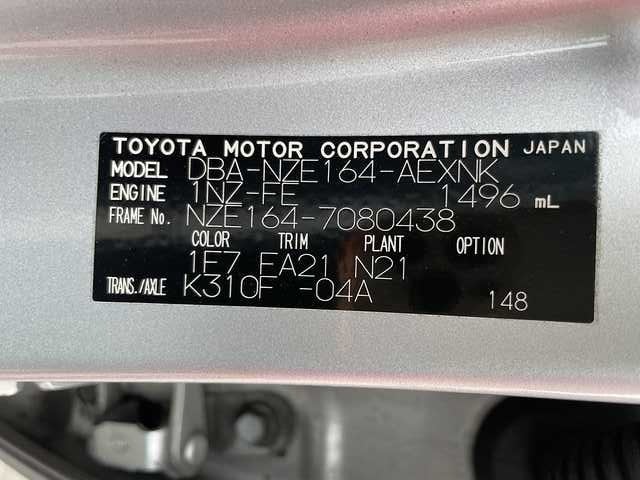 TOYOTA MOTOR CORPORATION JAPAN
MODEL DBA-NZE164-AEXNK
ENGINE 1NZ-FE 1496 mL
FRAME No. NZE164-7080438
COLOR TRIM PLANT OPTION
1F7 EA21 N21
TRANS./AXLE K310F -04A 148